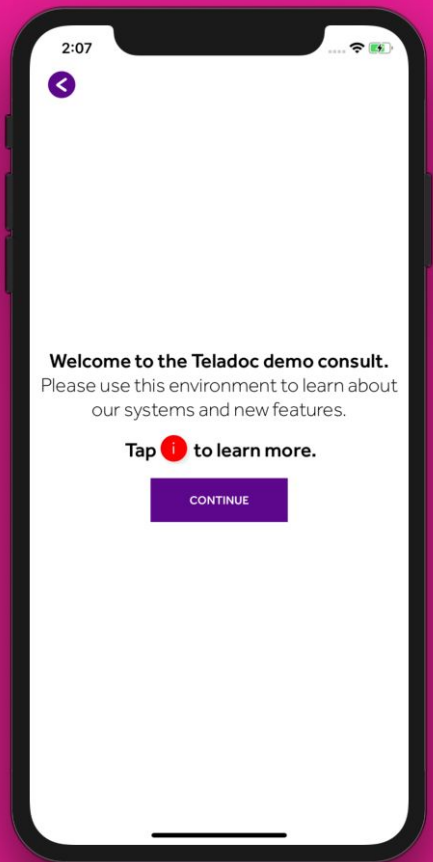 2:07
Welcome to the Teladoc demo consult.
Please use this environment to learn about
our systems and new features.
Tap i to learn more.
CONTINUE